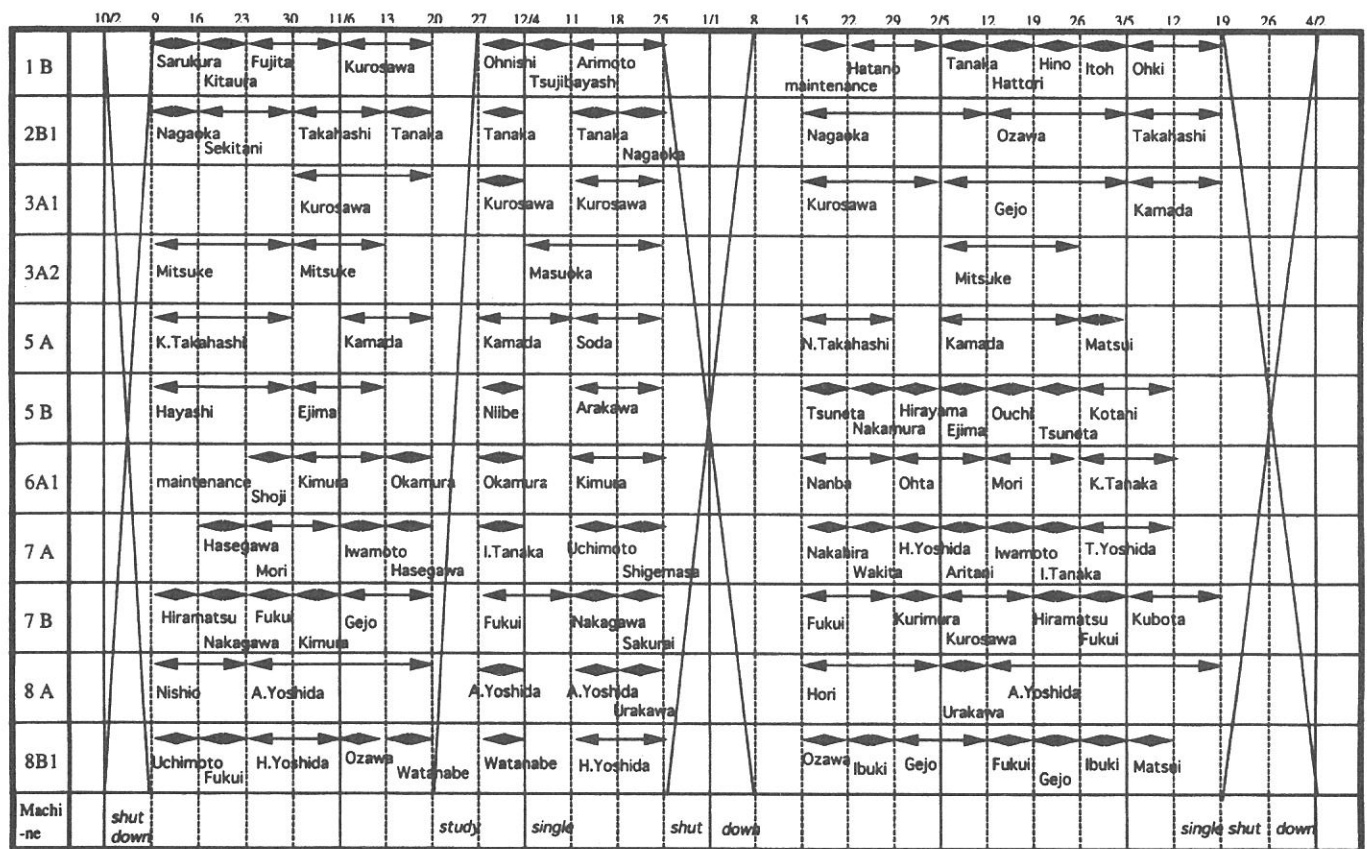 10/2 9 16 23 30 11/6 13 20 27 12/4 11 18 25 1/1 8 15 22 29 2/5 12 19 26 3/5 12 19 26 4/2
1 B
Sarukura Fujita Kurosawa Ohnishi Arimoto Hatano Tanaka Hino Itoh Ohki
Kitaura Tsujibayash maintenance Hattori
2B1
Nagaoka Takahashi Tanaka Tanaka Tanaka Nagaoka Ozawa Takahashi
Sekitani Nagaoka
3A1
Kurosawa Kurosawa Kurosawa Kurosawa Gejo Kamada
3A2
Mitsuke Mitsuke Masuoka Mitsuke
5 A
K.Takahashi Kamada Kamada Soda N.Takahashi Kamada Matsui
5 B
Hayashi Ejima Niibe Arakawa Tsuneta Hirayama Ouchi Kotani
Nakamura Ejima Tsuneta
6A1
maintenance Kimura Okamura Okamura Kimura Nanba Ohta Mori K.Tanaka
Shoji
7 A
Hasegawa Iwamoto I.Tanaka Uchimoto Nakahira H.Yoshida Iwamoto T.Yoshida
Mori Hasegawa Shigemasa Wakita Aritani I.Tanaka
7 B
Hiramatsu Fukui Gejo Fukui Nakagawa Fukui Kurimura Hiramatsu Kubota
Nakagawa Kimura Sakurai Kurosawa Fukui
8 A
Nishio A.Yoshida A.Yoshida A.Yoshida Hori A.Yoshida
Urakawa Urakawa
8B1
Uchimoto H.Yoshida Ozawa Watanabe H.Yoshida Ozawa Ibuki Gejo Fukui Ibuki Matsui
Fukui Watanabe Gejo
Machi
-ne
shut
down
study single shut down single shut down